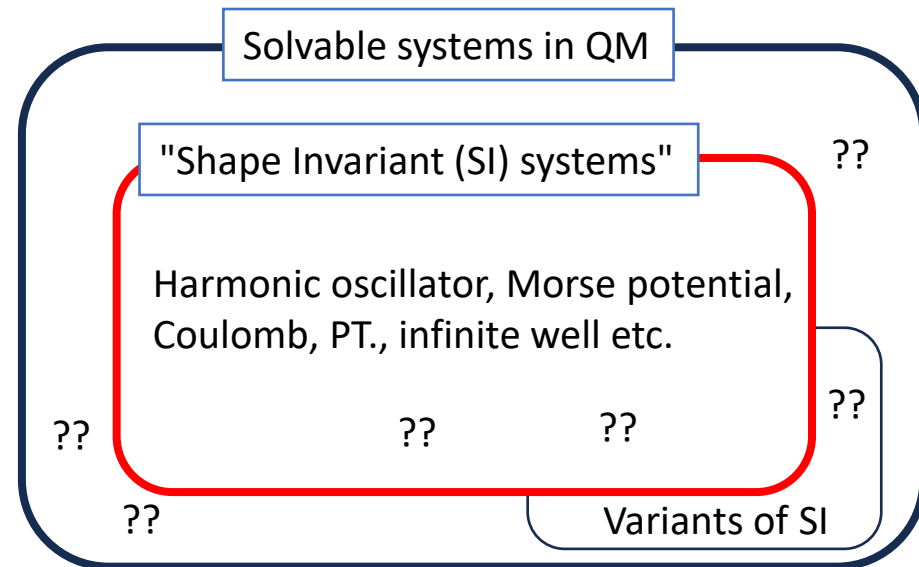 Solvable systems in QM
"Shape Invariant (SI) systems"
??
Harmonic oscillator, Morse potential,
Coulomb, PT., infinite well etc.
??
??
??
??
??
Variants of SI